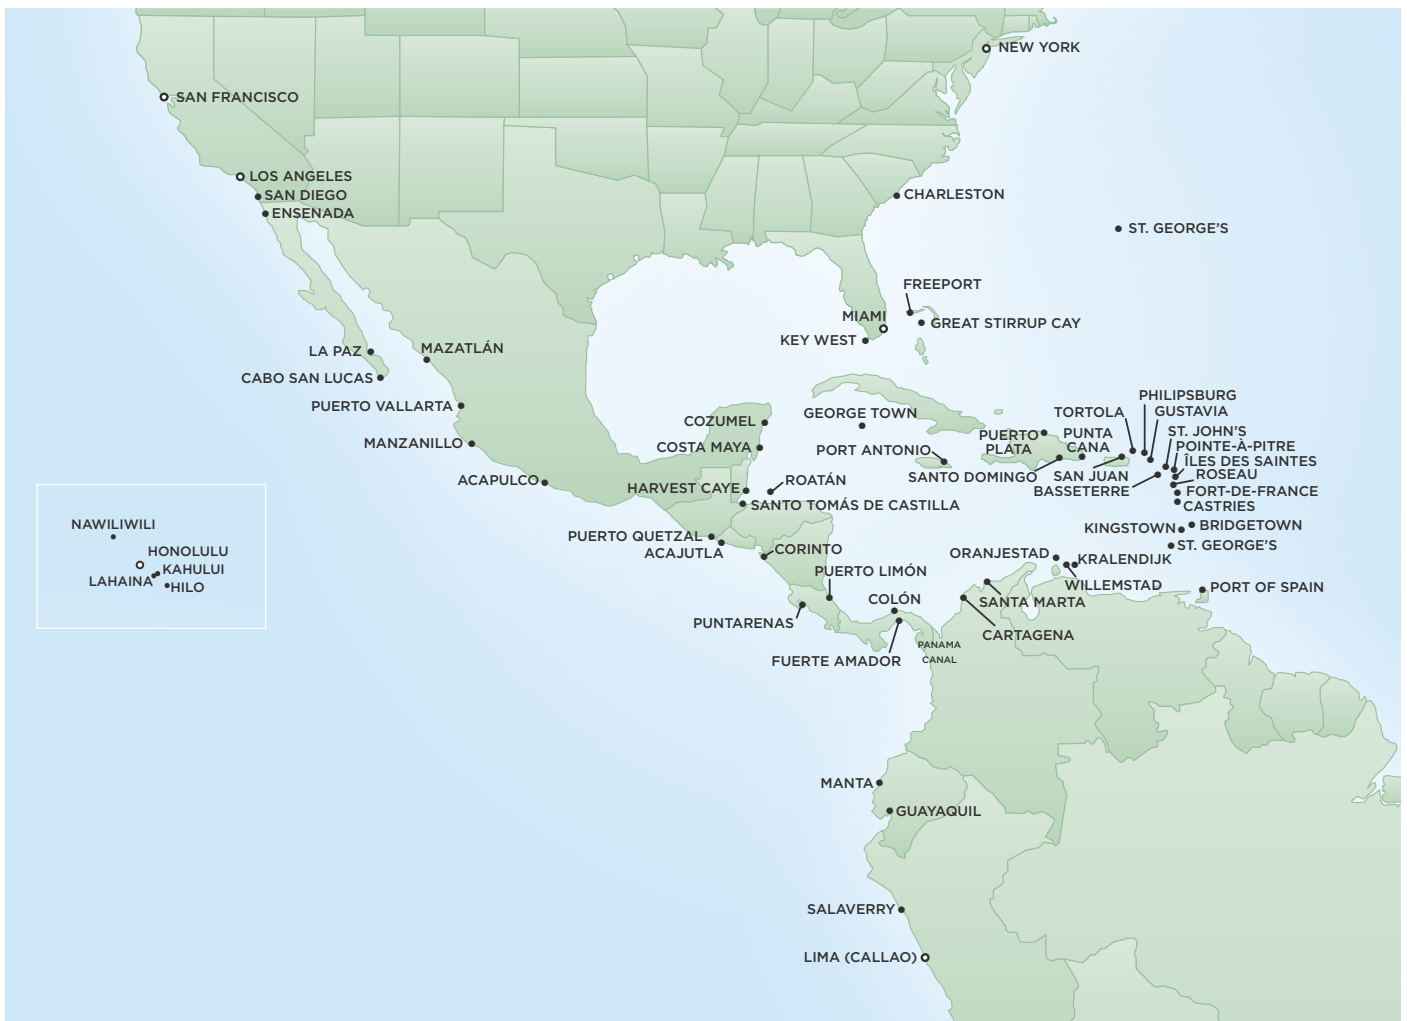 NEW YORK
SAN FRANCISCO
LOS ANGELES
SAN DIEGO
ENSENADA
CHARLESTON
ST. GEORGE'S
FREEPORT
MIAMI
GREAT STIRRUP CAY
KEY WEST
LA PAZ
MAZATLÁN
CABO SAN LUCAS
PUERTO VALLARTA
MANZANILLO
ACAPULCO
COZUMEL
COSTA MAYA
HARVEST CAYE
ROATÁN
SANTO TOMÁS DE CASTILLA
GEORGE TOWN
PORT ANTONIO
PUERTO
PLATA
PUNTA
CANA
SANTO DOMINGO
SAN JUAN
BASSETERRE
TORTOLA
PHILIPSBURG
GUSTAVIA
ST. JOHN'S
POINTE-À-PITRE
ÎLES DES SAINTES
ROSEAU
FORT-DE-FRANCE
CASTRIES
BRIDGETOWN
KINGSTOWN
ST. GEORGE'S
ORANJESTAD
KRALENDIJK
WILLEMSTAD
PORT OF SPAIN
SANTA MARTA
CARTAGENA
PUERTO QUETZAL
ACAJUTLA
CORINTO
PUERTO LIMÓN
COLÓN
PUNTARENAS
FUERTE AMADOR
PANAMA
CANAL
NAWILIWILI
HONOLULU
KAHULUI
LAHAINA
HILO
MANTA
GUAYAQUIL
SALAVERRY
LIMA (CALLAO)